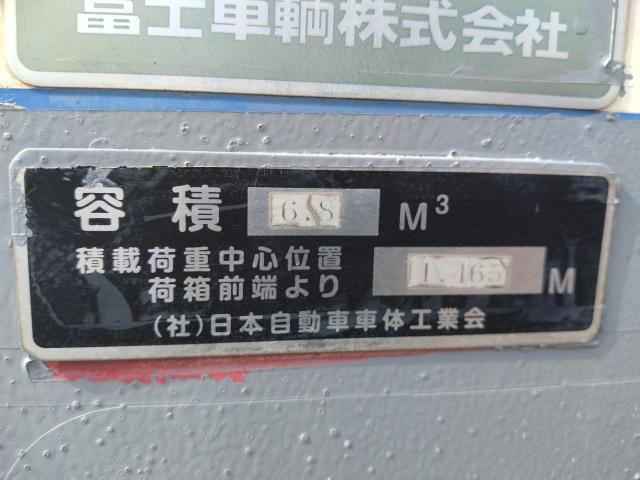 富士車輌株式会社
容積 6.8 M³
積載荷重中心位置
荷箱前端より 1.465 M
(社)日本自動車車体工業会